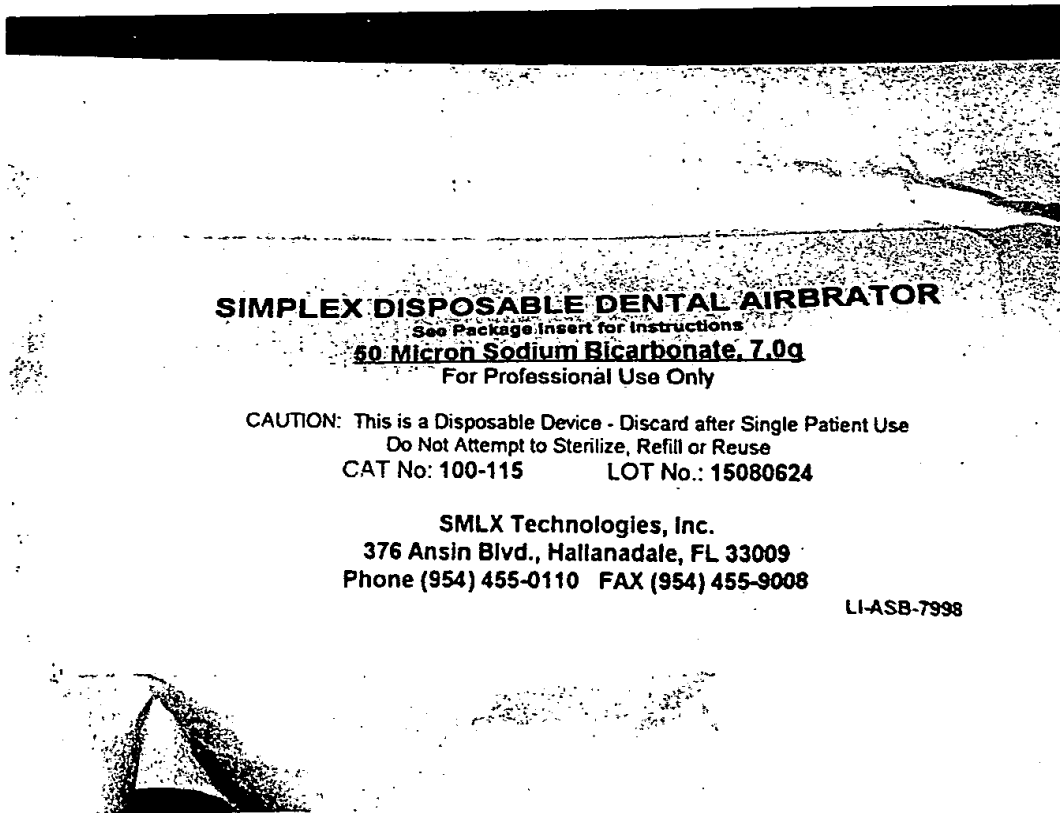 SIMPLEX DISPOSABLE DENTAL AIRBRATOR
See Package Insert for Instructions
50 Micron Sodium Bicarbonate, 7.0g
For Professional Use Only
CAUTION: This is a Disposable Device - Discard after Single Patient Use
Do Not Attempt to Sterilize, Refill or Reuse
CAT No: 100-115 LOT No.: 15080624
SMLX Technologies, Inc.
376 Ansin Blvd., Hallanadale, FL 33009
Phone (954) 455-0110 FAX (954) 455-9008
LI-ASB-7998